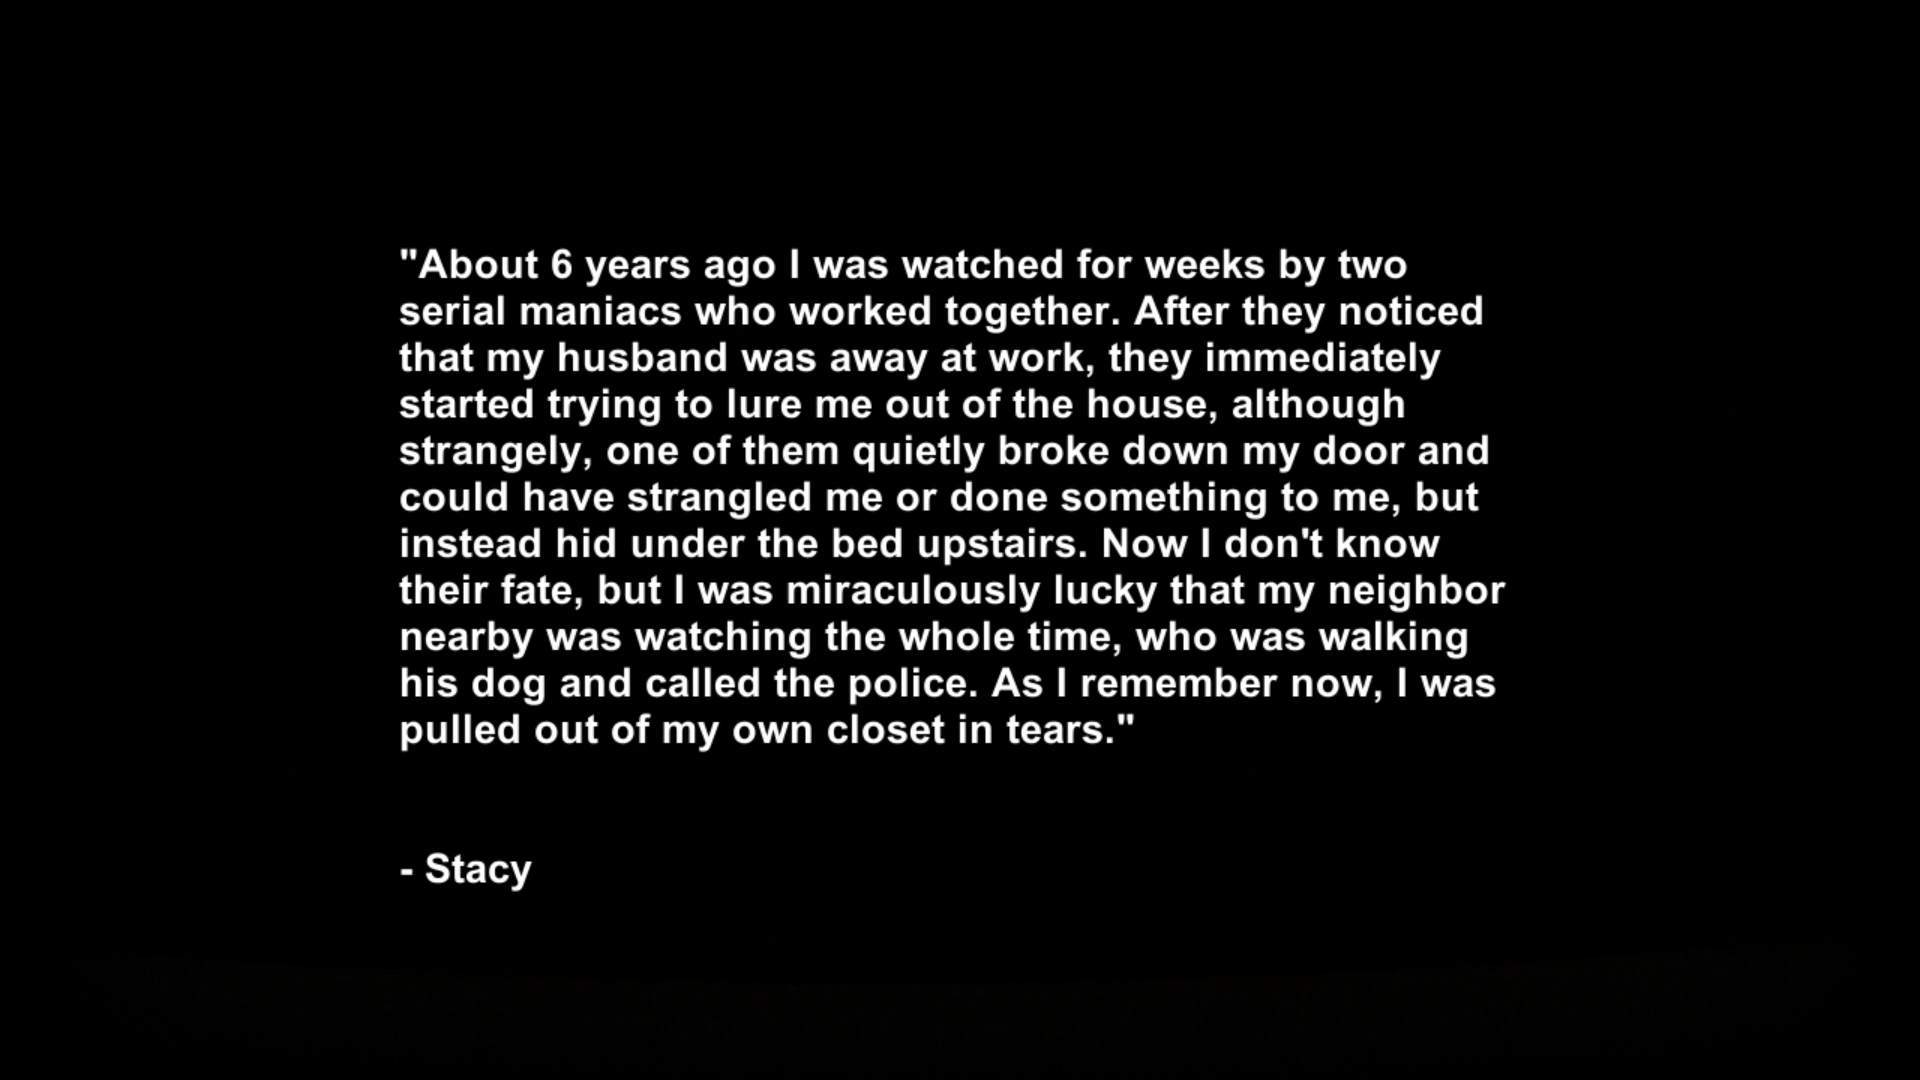 "About 6 years ago I was watched for weeks by two
serial maniacs who worked together. After they noticed
that my husband was away at work, they immediately
started trying to lure me out of the house, although
strangely, one of them quietly broke down my door and
could have strangled me or done something to me, but
instead hid under the bed upstairs. Now I don't know
their fate, but I was miraculously lucky that my neighbor
nearby was watching the whole time, who was walking
his dog and called the police. As I remember now, I was
pulled out of my own closet in tears."
- Stacy